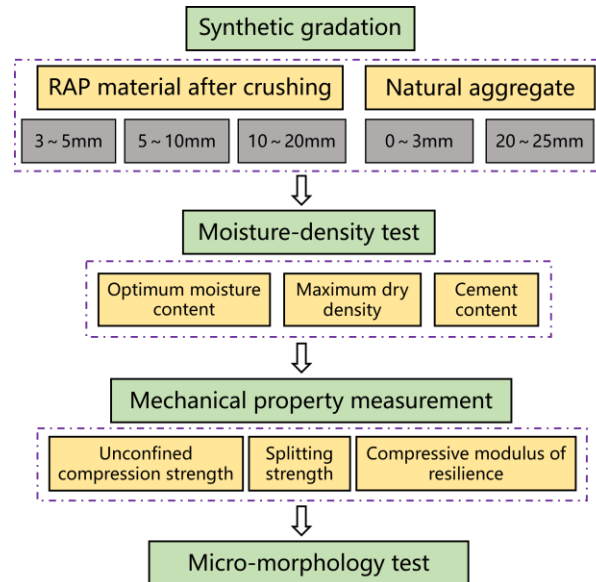 Synthetic gradation
RAP material after crushing
Natural aggregate
3~5mm
5~10mm
10~20mm
0~3mm
20~25mm
Moisture-density test
Optimum moisture
content
Maximum dry
density
Cement
content
Mechanical property measurement
Unconfined
compression strength
Splitting
strength
Compressive modulus of
resilience
Micro-morphology test